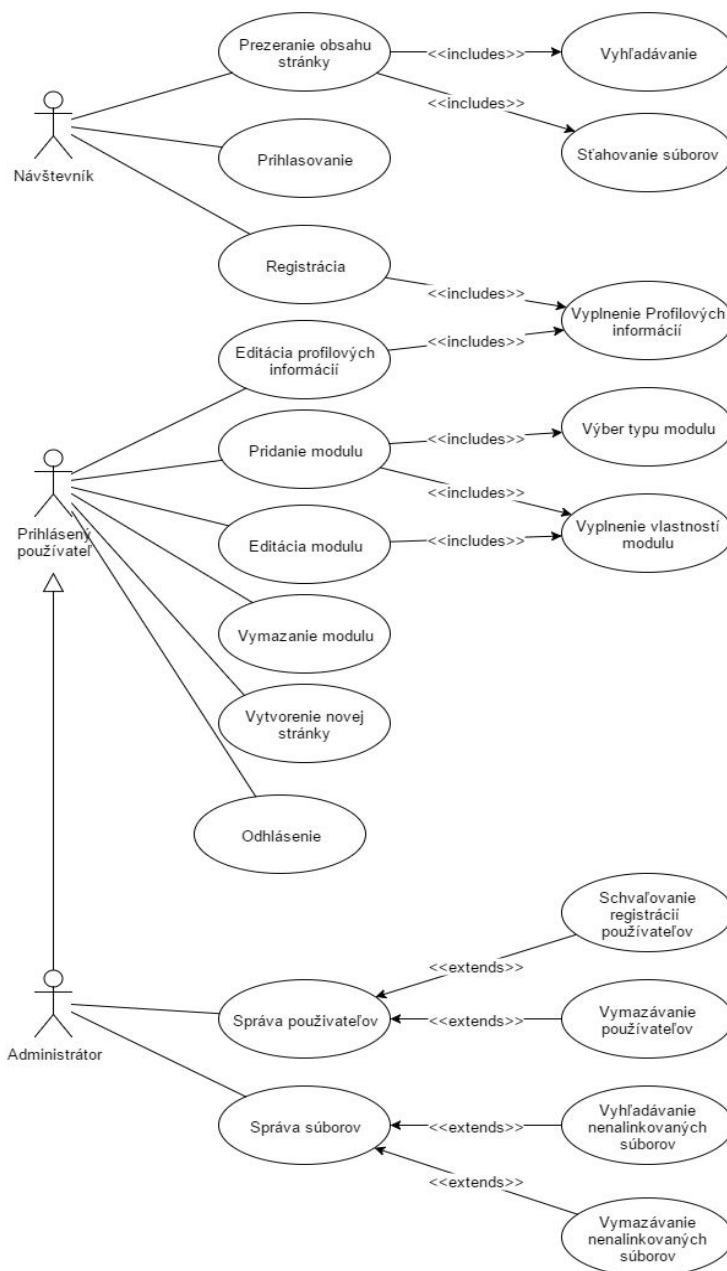 Prezeranie obsahu
stránky
<<includes>>
Vyhľadávanie
<<includes>>
Sťahovanie súborov
Návštevník
Prihlasovanie
Registrácia
<<includes>>
Vyplnenie Profilových
informácií
Editácia profilových
informácií
<<includes>>
Výber typu modulu
Pridanie modulu
<<includes>>
<<includes>>
Prihlásený
používateľ
Editácia modulu
<<includes>>
Vyplnenie vlastností
modulu
Vymazanie modulu
Vytvorenie novej
stránky
Odhlásenie
Schvaľovanie
registrácií
používateľov
<<extends>>
Administrátor
Správa použivateľov
<<extends>>
Vymazávanie
používateľov
Správa súborov
<<extends>>
Vyhľadávanie
nenalinkovaných
súborov
<<extends>>
Vymazávanie
nenalinkovaných
súborov